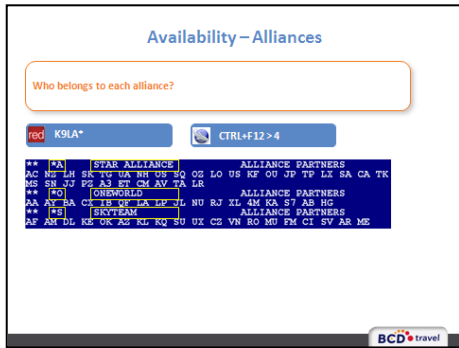 Availability – Alliances
Who belongs to each alliance?
red K9LA*
CTRL+F12 > 4
** *A STAR ALLIANCE ALLIANCE PARTNERS
AC NZ LH SK TG UA NH US SQ OZ LO US KF OU JP TP LX SA CA TK
MS SN JJ PZ A3 ET CM AV TA LR
** *O ONEWORLD ALLIANCE PARTNERS
AA AY BA CX IB QF LA LP JL NU RJ XL 4M KA S7 AB HG
** *S SKYTEAM ALLIANCE PARTNERS
AF AM DL KE OK AZ KL KQ SU UX CZ VN RO MU FM CI SV AR ME
BCD travel